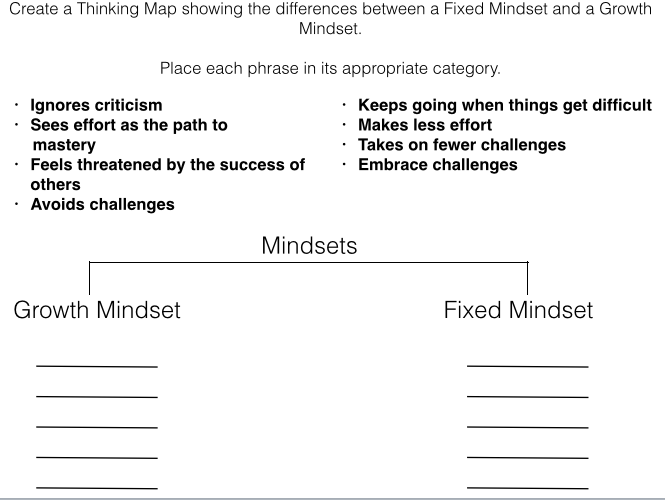 Create a Thinking Map showing the differences between a Fixed Mindset and a Growth
Mindset.
Place each phrase in its appropriate category.
· Ignores criticism
· Sees effort as the path to
mastery
· Feels threatened by the success of
others
· Avoids challenges
· Keeps going when things get difficult
· Makes less effort
· Takes on fewer challenges
· Embrace challenges
Mindsets
Growth Mindset
Fixed Mindset